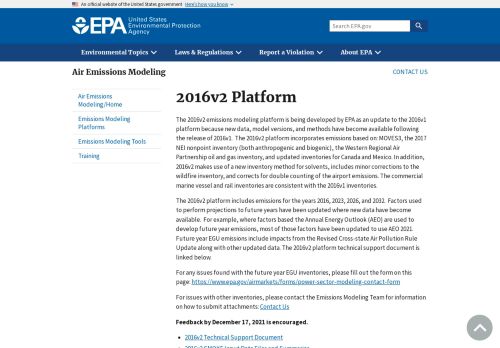 An official website of the United States government Here's how you know
EPA United States Environmental Protection Agency
Search EPA.gov
Environmental Topics
Laws & Regulations
Report a Violation
About EPA
Air Emissions Modeling
CONTACT US
Air Emissions
Modeling/Home
Emissions Modeling
Platforms
Emissions Modeling Tools
Training
2016v2 Platform
The 2016v2 emissions modeling platform is being developed by EPA as an update to the 2016v1
platform because new data, model versions, and methods have become available following
the release of 2016v1. The 2016v2 platform incorporates emissions based on: MOVES3, the 2017
NEI nonpoint inventory (both anthropogenic and biogenic), the Western Regional Air
Partnership oil and gas inventory, and updated inventories for Canada and Mexico. In addition,
2016v2 makes use of a new inventory method for solvents, includes minor corrections to the
wildfire inventory, and corrects for double counting of the airport emissions. The commercial
marine vessel and rail inventories are consistent with the 2016v1 inventories.
The 2016v2 platform includes emissions for the years 2016, 2023, 2026, and 2032. Factors used
to perform projections to future years have been updated where new data have become
available. For example, where factors based the Annual Energy Outlook (AEO) are used to
develop future year emissions, most of those factors have been updated to use AEO 2021.
Future year EGU emissions include impacts from the Revised Cross-state Air Pollution Rule
Update along with other updated data. The 2016v2 platform technical support document is
linked below.
For any issues found with the future year EGU inventories, please fill out the form on this
page: https://www.epa.gov/airmarkets/forms/power-sector-modeling-contact-form
For issues with other inventories, please contact the Emissions Modeling Team for information
on how to submit attachments: Contact Us
Feedback by December 17, 2021 is encouraged.
2016v2 Technical Support Document